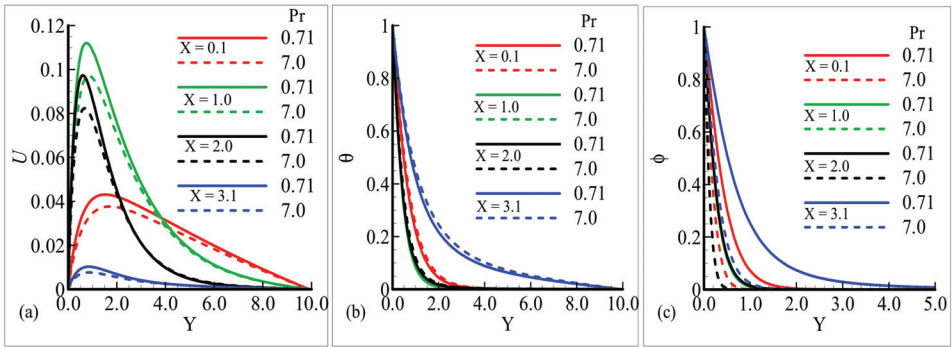 Pr
0.12
0.71
X = 0.1
7.0
0.1
0.71
X = 1.0
7.0
0.08
0.71
U
0.06
X = 2.0
7.0
0.04
0.71
X = 3.1
0.02
7.0
0
0.0 2.0 4.0 6.0 8.0 10.0
(a)
Y
Pr
1
0.71
X = 0.1
7.0
0.8
0.71
X = 1.0
7.0
0.6
θ
0.71
X = 2.0
7.0
0.4
0.71
X = 3.1
7.0
0.2
0
0.0 2.0 4.0 6.0 8.0 10.0
(b)
Y
Pr
1
0.71
X = 0.1
7.0
0.8
0.71
X = 1.0
7.0
0.6
ϕ
0.71
X = 2.0
7.0
0.4
0.71
X = 3.1
7.0
0.2
0
0.0 1.0 2.0 3.0 4.0 5.0
(c)
Y